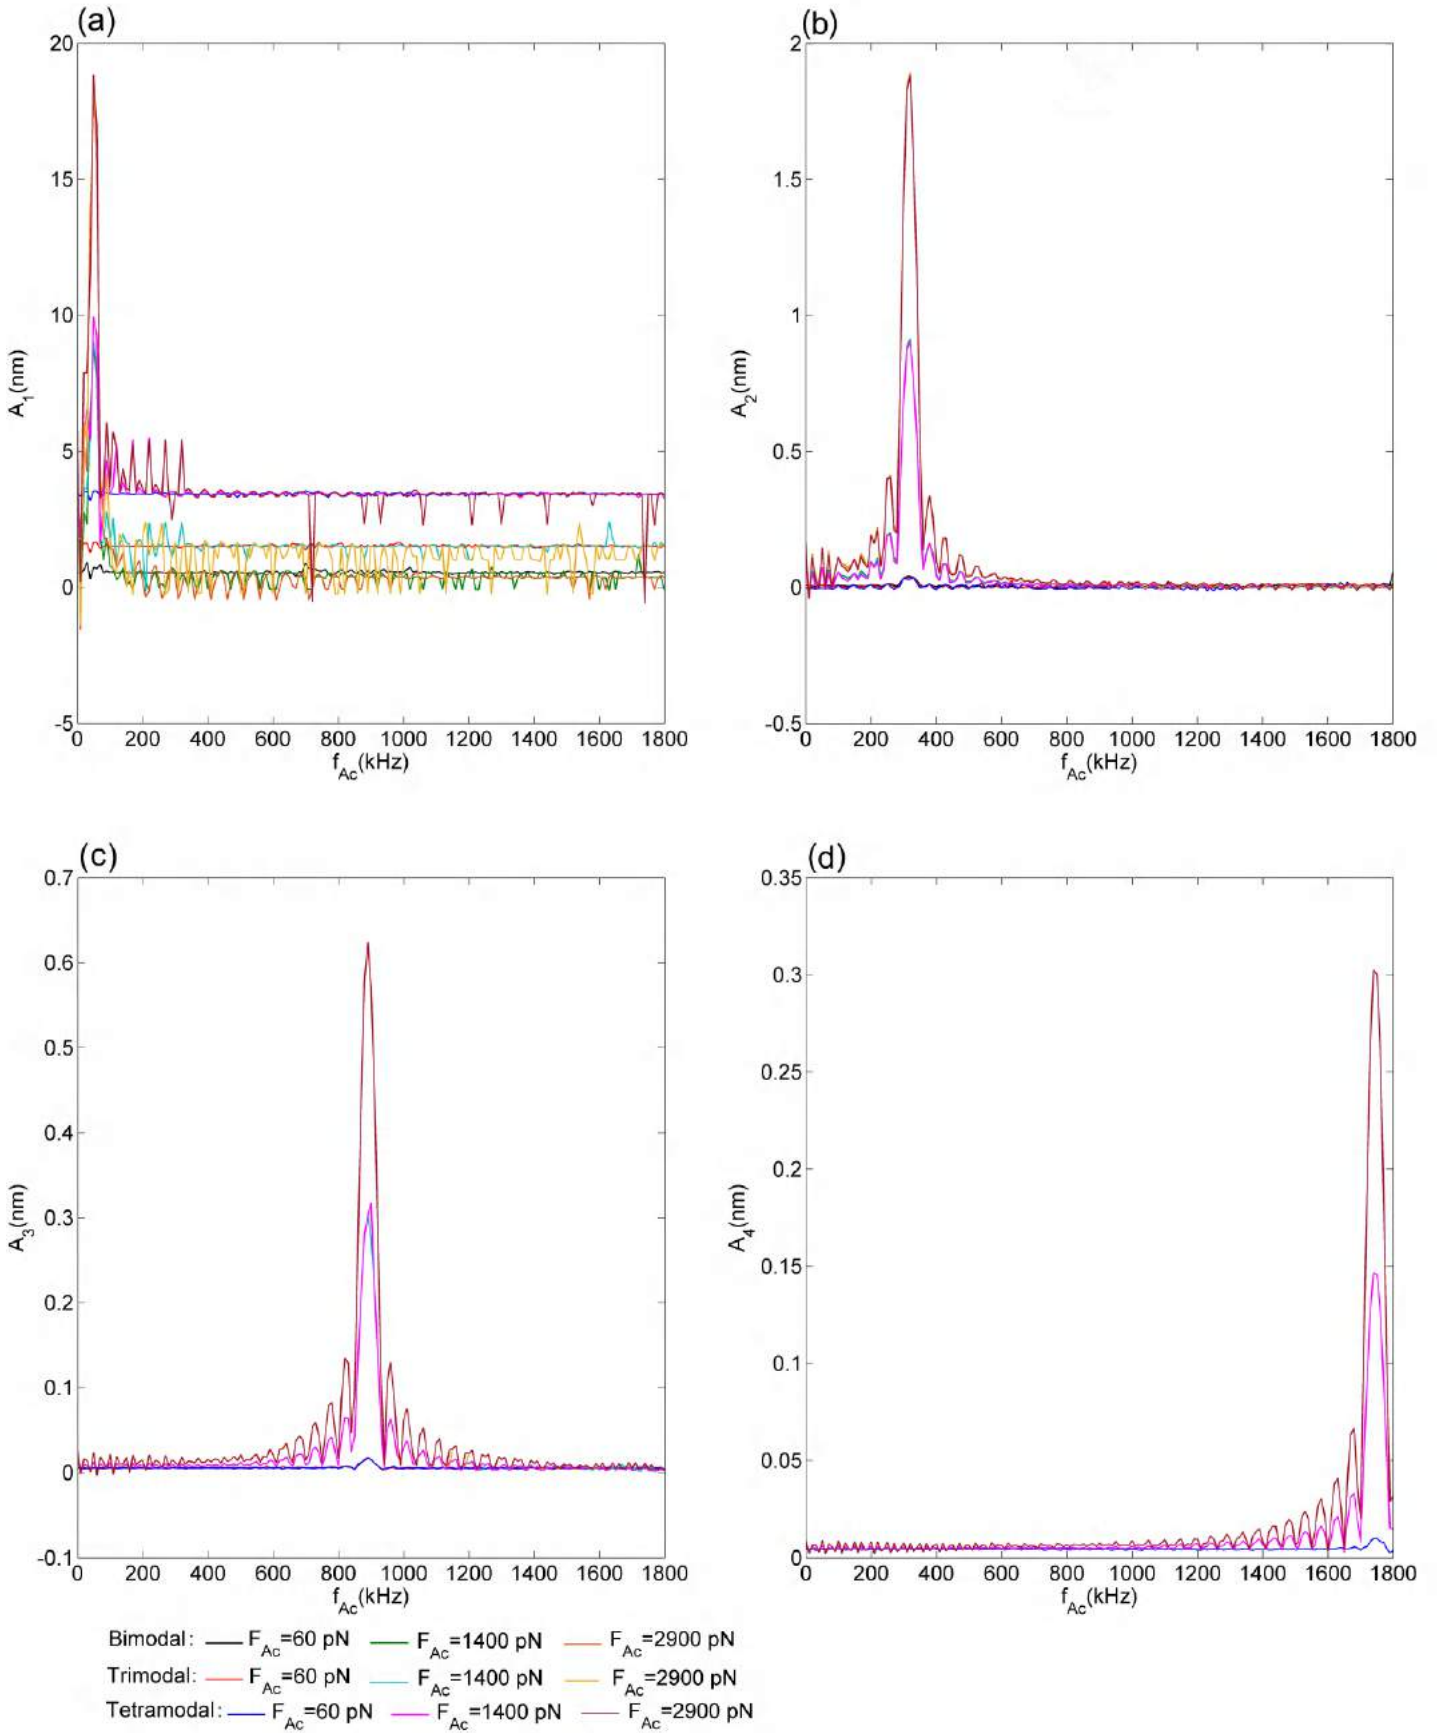 (a)
20
15
10
5
0
-5
A1(nm)
0 200 400 600 800 1000 1200 1400 1600 1800
fAc(kHz)
(b)
2
1.5
1
0.5
0
-0.5
A2(nm)
0 200 400 600 800 1000 1200 1400 1600 1800
fAc(kHz)
(c)
0.7
0.6
0.5
0.4
0.3
0.2
0.1
0
-0.1
A3(nm)
0 200 400 600 800 1000 1200 1400 1600 1800
fAc(kHz)
(d)
0.35
0.3
0.25
0.2
0.15
0.1
0.05
0
A4(nm)
0 200 400 600 800 1000 1200 1400 1600 1800
fAc(kHz)
Bimodal: FAc=60 pN FAc=1400 pN FAc=2900 pN
Trimodal: FAc=60 pN FAc=1400 pN FAc=2900 pN
Tetramodal: FAc=60 pN FAc=1400 pN FAc=2900 pN